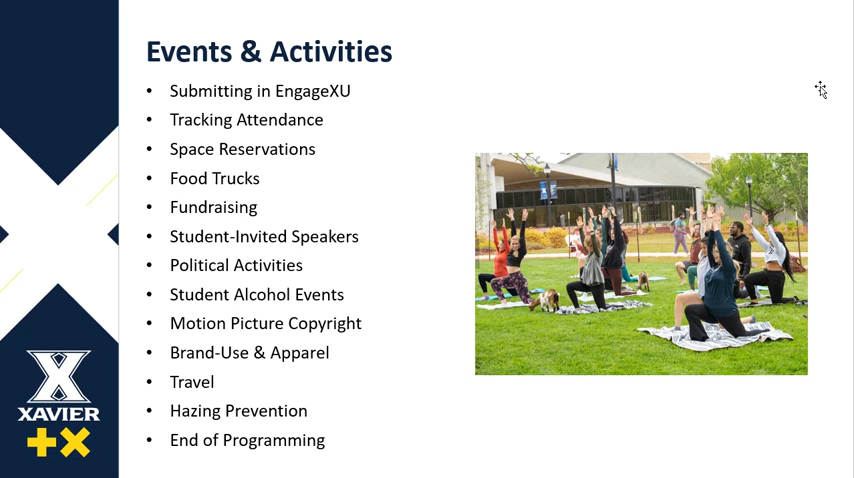 Events & Activities
• Submitting in EngageXU
• Tracking Attendance
• Space Reservations
• Food Trucks
• Fundraising
• Student-Invited Speakers
• Political Activities
• Student Alcohol Events
• Motion Picture Copyright
• Brand-Use & Apparel
• Travel
• Hazing Prevention
• End of Programming
X
XAVIER